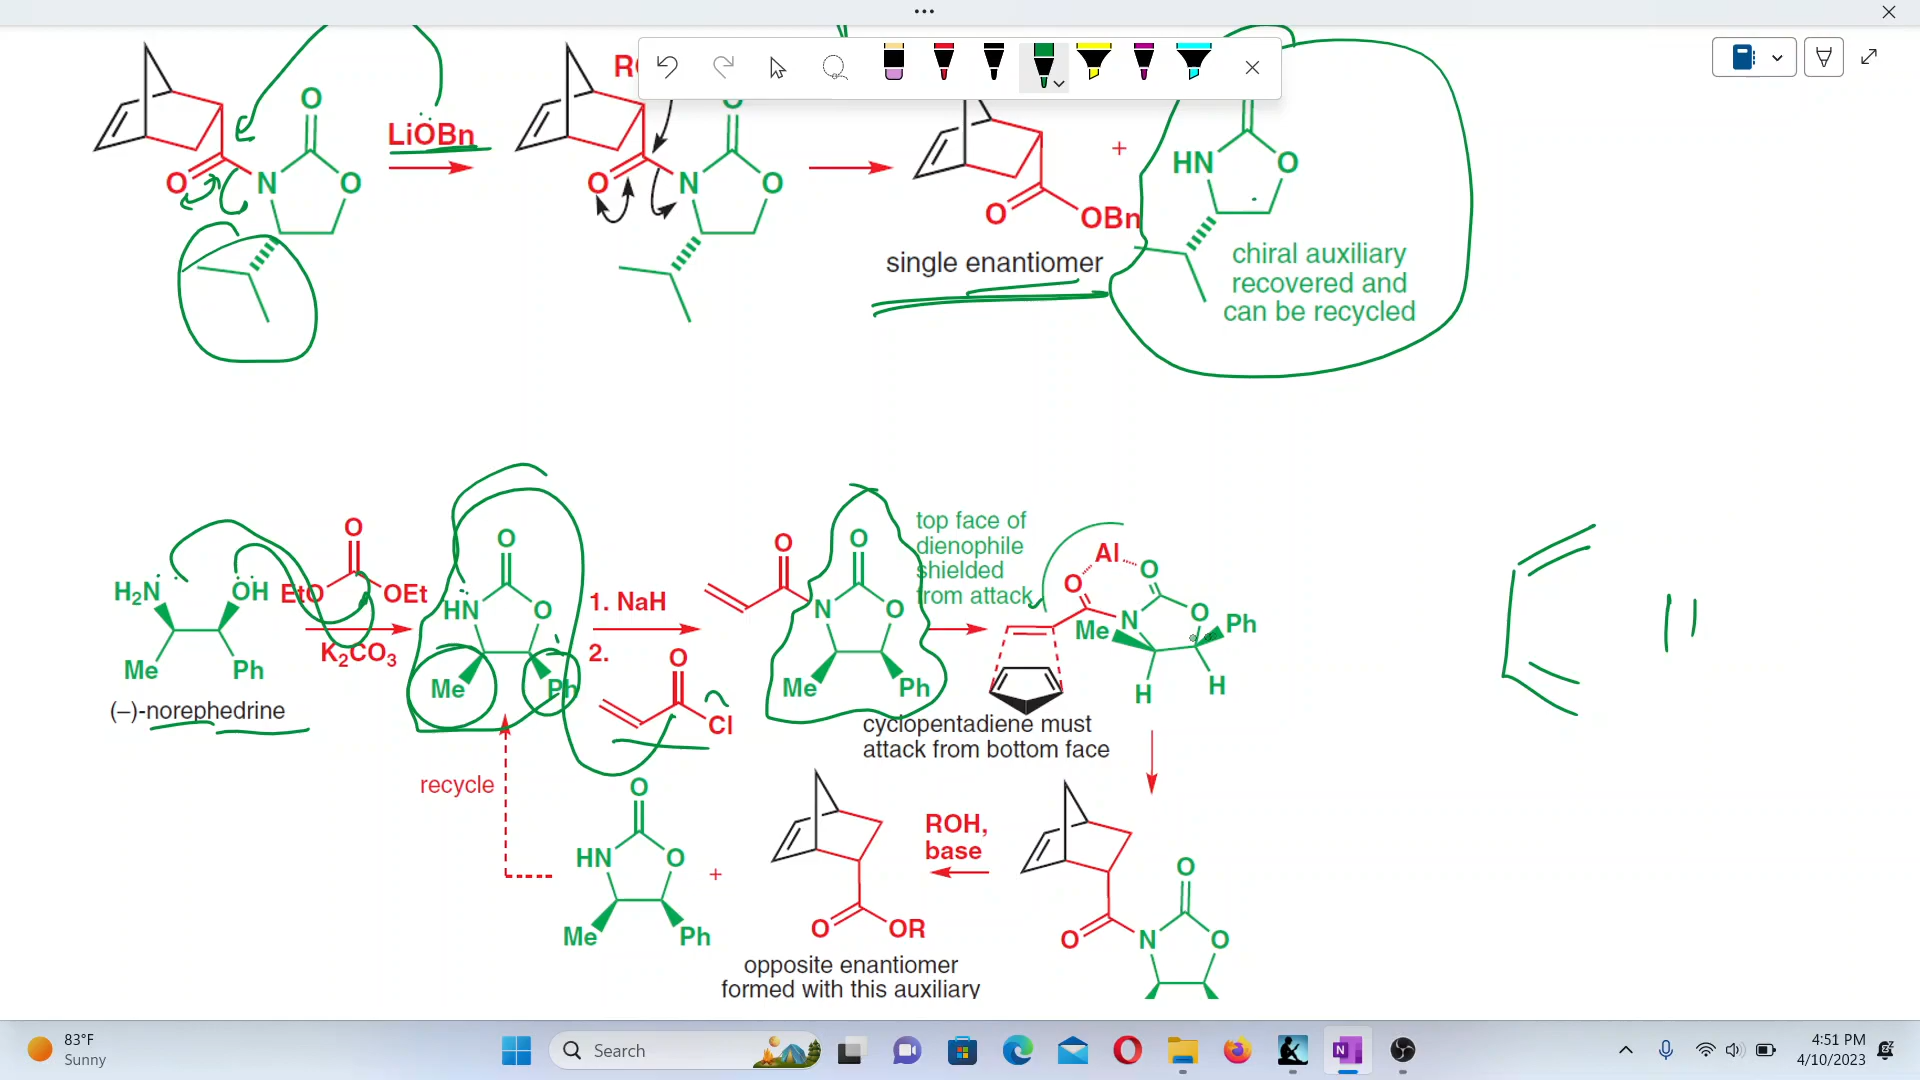 O
O
N
O
LiOBn
O
O
N
O
O
OBn
single enantiomer
+
HN
O
chiral auxiliary
recovered and
can be recycled
H₂N
OH
Me
Ph
(–)-norephedrine
O
EtO
OEt
K₂CO₃
O
HN
O
Me
Ph
1. NaH
2.
O
Cl
O
O
N
O
Me
Ph
top face of
dienophile
shielded
from attack
Al
O
O
N
O
Me
Ph
H
H
cyclopentadiene must
attack from bottom face
recycle
O
HN
O
Me
Ph
+
O
OR
opposite enantiomer
formed with this auxiliary
ROH,
base
O
O
N
O
83°F
Sunny
Search
N
4:51 PM
4/10/2023